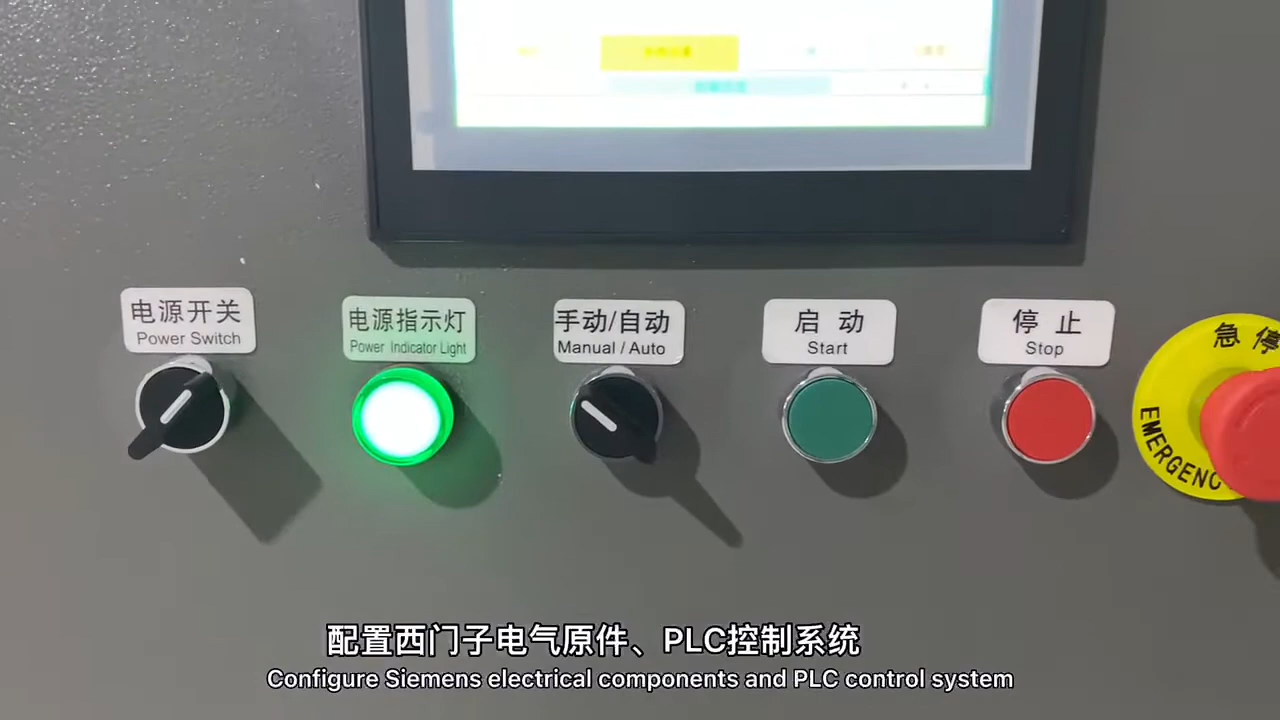 电源开关
Power Switch
电源指示灯
Power Indicator Light
手动/自动
Manual / Auto
启 动
Start
停 止
Stop
急 停
EMERGENC
配置西门子电气原件、PLC控制系统
Configure Siemens electrical components and PLC control system